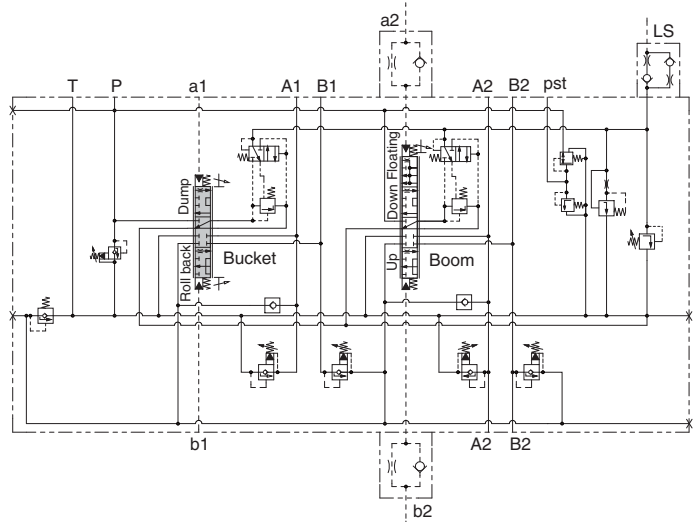 a2
LS
T P a1 A1 B1 A2 B2 pst
Dump
Down Floating
Roll back
Bucket
Up
Boom
b1
A2 B2
b2